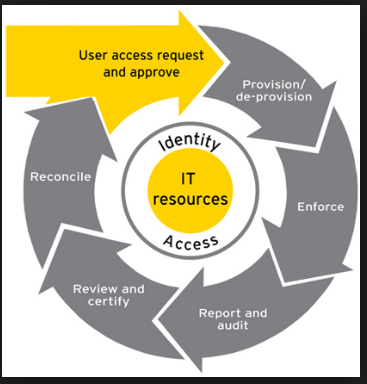 User access request
and approve
Provision/
de-provision
Enforce
Report and
audit
Review and
certify
Reconcile
Identity
IT
resources
Access